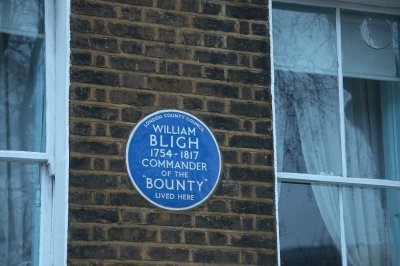 LONDON COUNTY COUNCIL
WILLIAM
BLIGH
1754-1817
COMMANDER
OF THE
"BOUNTY"
LIVED HERE